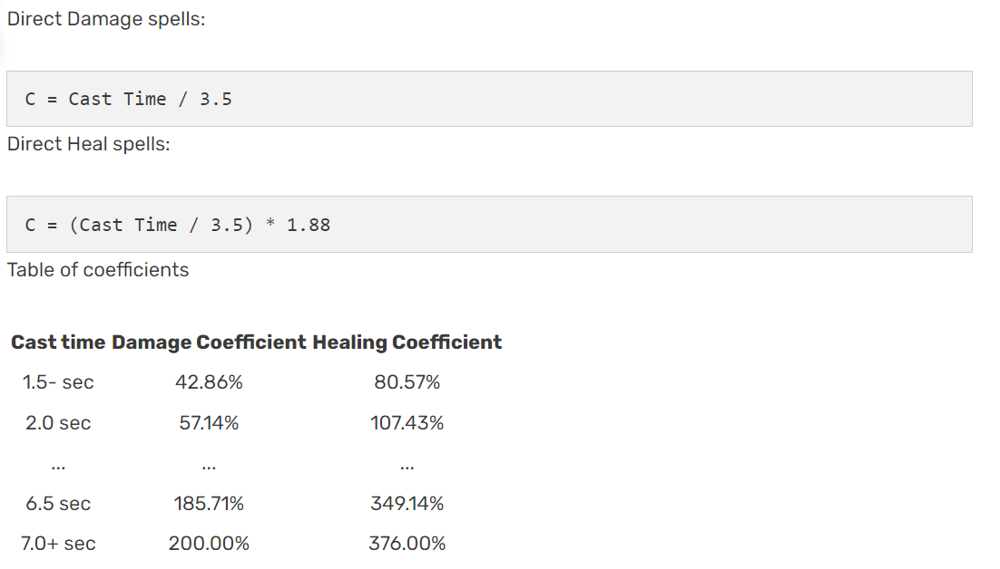 Direct Damage spells:
C = Cast Time / 3.5
Direct Heal spells:
C = (Cast Time / 3.5) * 1.88
Table of coefficients
Cast time Damage Coefficient Healing Coefficient
1.5- sec 42.86% 80.57%
2.0 sec 57.14% 107.43%
... ... ...
6.5 sec 185.71% 349.14%
7.0+ sec 200.00% 376.00%